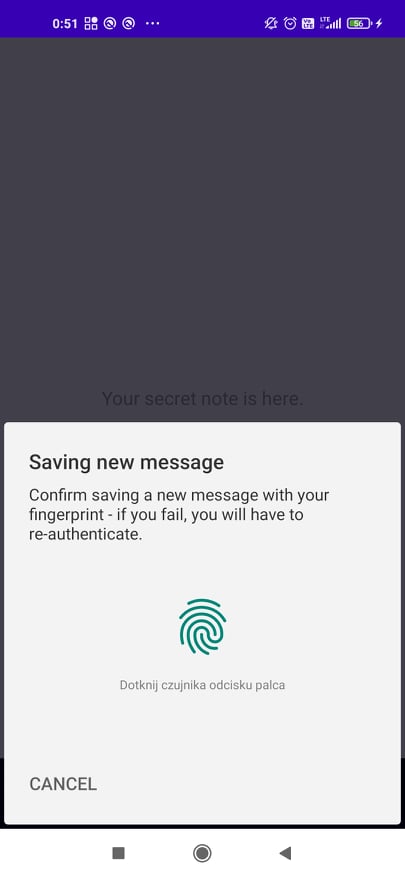 0:51
LTE
56
Your secret note is here.
Saving new message
Confirm saving a new message with your
fingerprint - if you fail, you will have to
re-authenticate.
Dotknij czujnika odcisku palca
CANCEL